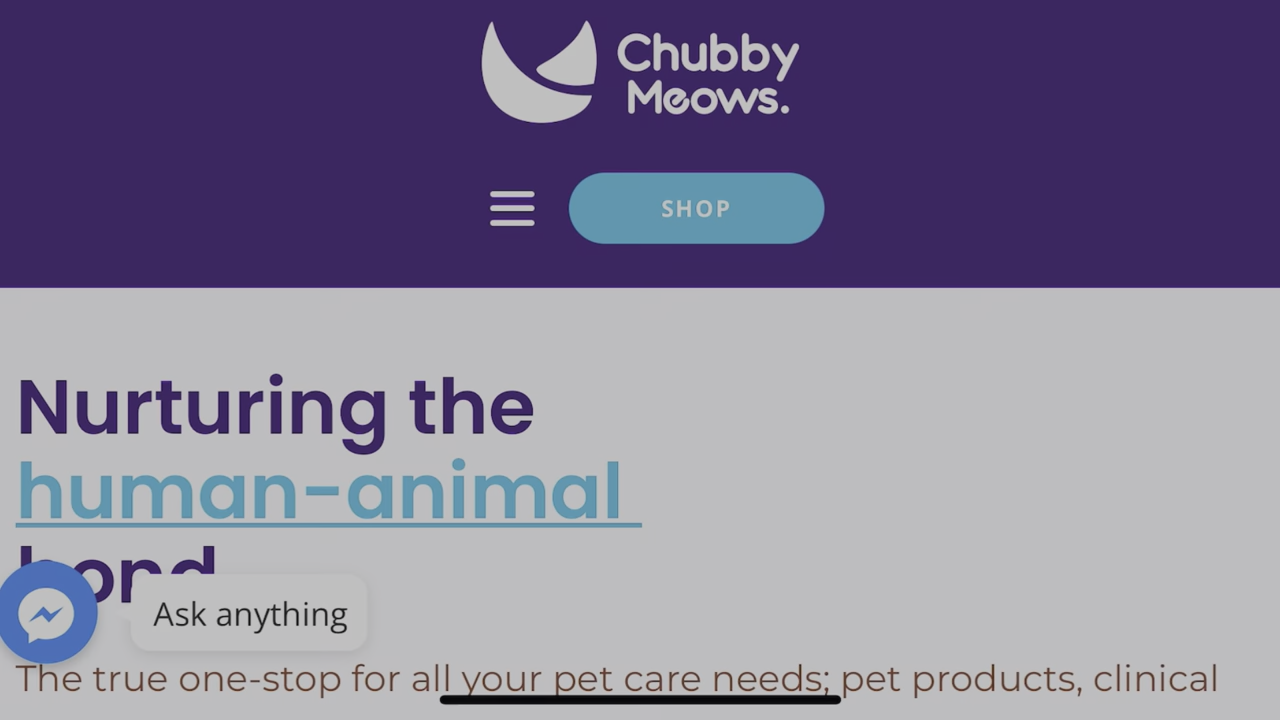 Chubby
Meows.
SHOP
Nurturing the
human-animal
bond
Ask anything
The true one-stop for all your pet care needs; pet products, clinical